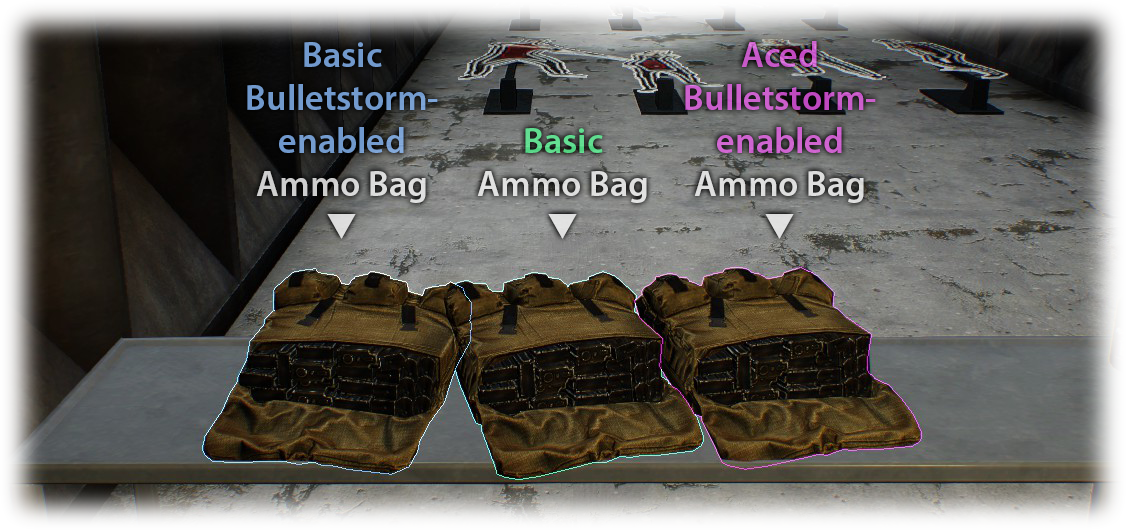 Basic
Bulletstorm-
enabled
Ammo Bag
Basic
Ammo Bag
Aced
Bulletstorm-
enabled
Ammo Bag